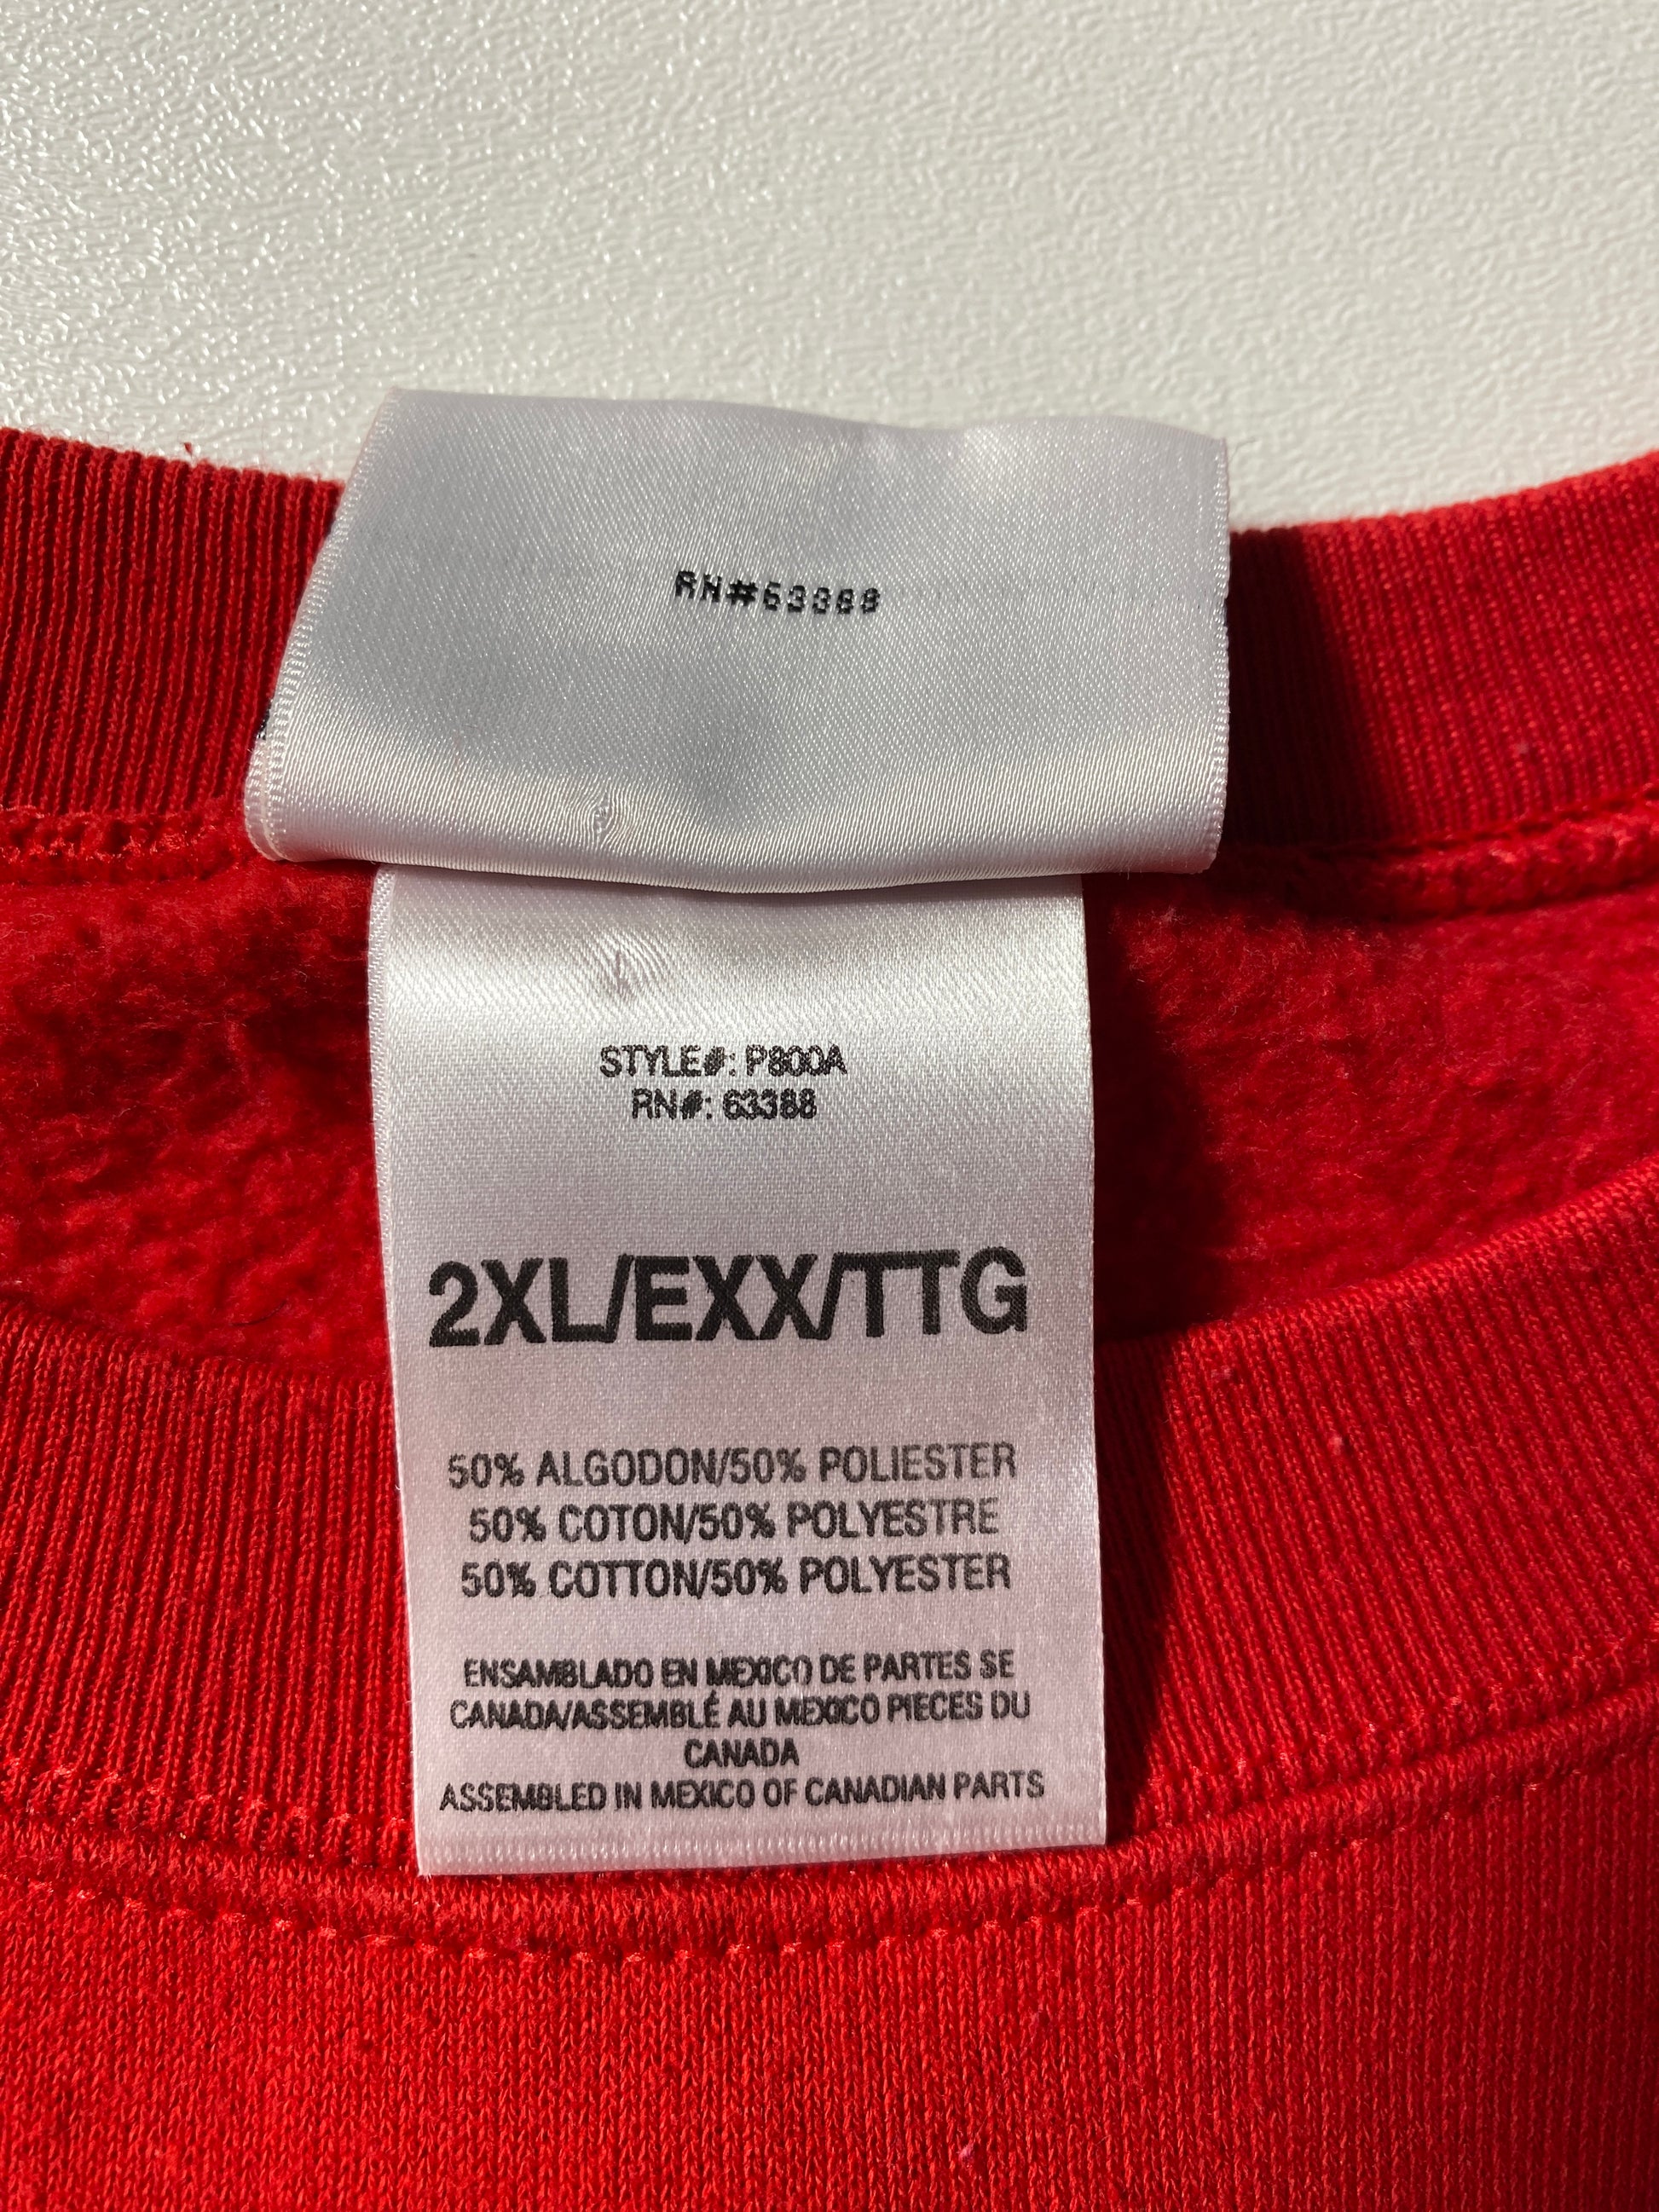 RN#63388
STYLE#: P800A
RN#: 63388
2XL/EXX/TTG
50% ALGODON/50% POLIESTER
50% COTON/50% POLYESTRE
50% COTTON/50% POLYESTER
ENSAMBLADO EN MEXICO DE PARTES SE
CANADA/ASSEMBLÉ AU MEXICO PIECES DU
CANADA
ASSEMBLED IN MEXICO OF CANADIAN PARTS